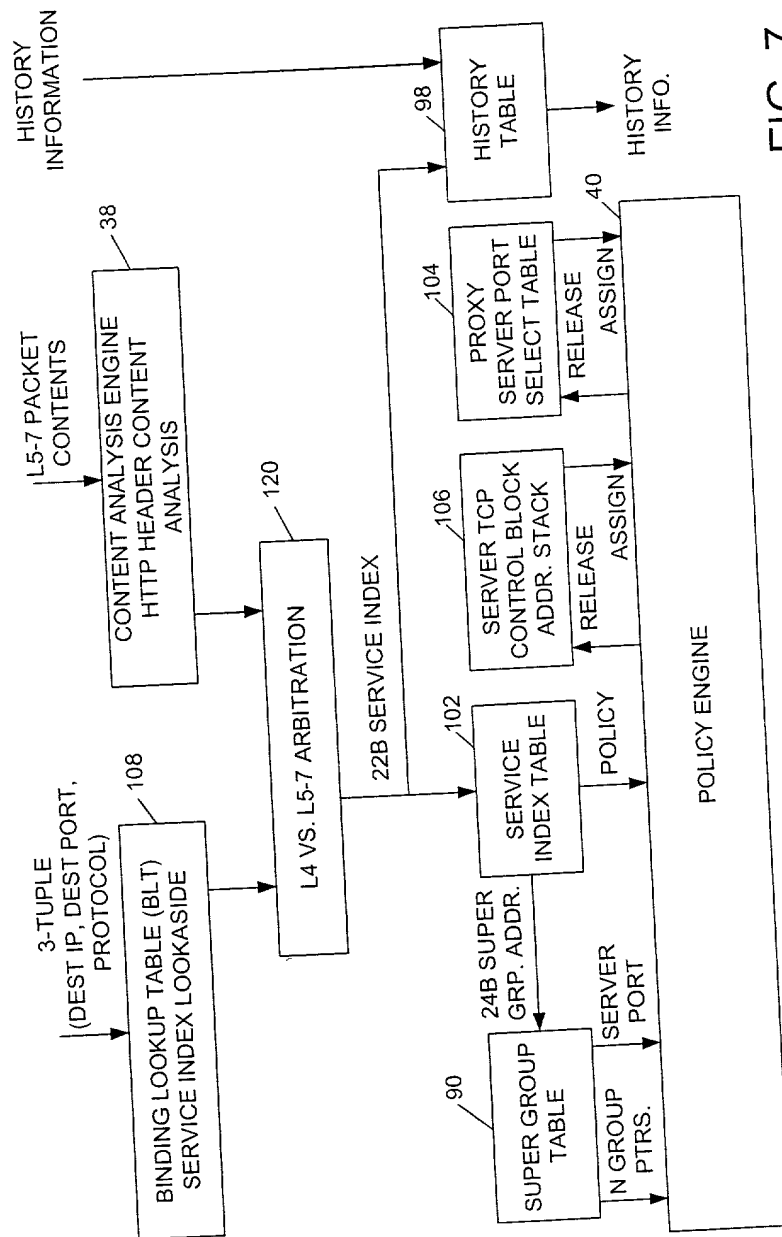 3-TUPLE
(DEST IP, DEST PORT,
PROTOCOL)
108
BINDING LOOKUP TABLE (BLT)
SERVICE INDEX LOOKASIDE
L5-7 PACKET
CONTENTS
38
CONTENT ANALYSIS ENGINE
HTTP HEADER CONTENT
ANALYSIS
HISTORY
INFORMATION
120
L4 VS. L5-7 ARBITRATION
22B SERVICE INDEX
98
HISTORY
TABLE
HISTORY
INFO.
90
SUPER GROUP
TABLE
24B SUPER
GRP. ADDR.
102
SERVICE
INDEX TABLE
106
SERVER TCP
CONTROL BLOCK
ADDR. STACK
104
PROXY
SERVER PORT
SELECT TABLE
N GROUP
PTRS.
SERVER
PORT
POLICY
RELEASE
ASSIGN
RELEASE
ASSIGN
40
POLICY ENGINE
FIG. 7